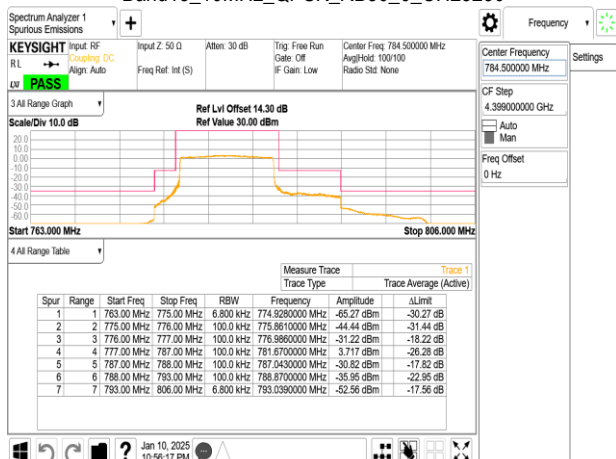 Spectrum Analyzer 1
Spurious Emissions
Frequency
KEYSIGHT Input: RF Input Z: 50 Ω Atten: 30 dB Trig: Free Run Center Freq: 784.500000 MHz
RL Coupling: DC Gate: Off Avg|Hold: 100/100
Align: Auto Freq Ref: Int (S) IF Gain: Low Radio Std: None
PASS
Center Frequency
784.500000 MHz
Settings
CF Step
4.399000000 GHz
Auto
Man
Freq Offset
0 Hz
3 All Range Graph
Ref Lvl Offset 14.30 dB
Scale/Div 10.0 dB Ref Value 30.00 dBm
20.0
10.0
0.00
-10.0
-20.0
-30.0
-40.0
-50.0
-60.0
Start 763.000 MHz Stop 806.000 MHz
4 All Range Table
Measure Trace Trace 1
Trace Type Trace Average (Active)
Spur Range Start Freq Stop Freq RBW Frequency Amplitude ΔLimit
1 1 763.00 MHz 775.00 MHz 6.800 kHz 774.9280000 MHz -65.27 dBm -30.27 dB
2 2 775.00 MHz 776.00 MHz 100.0 kHz 775.8610000 MHz -44.44 dBm -31.44 dB
3 3 776.00 MHz 777.00 MHz 100.0 kHz 776.9860000 MHz -31.22 dBm -18.22 dB
4 4 777.00 MHz 787.00 MHz 100.0 kHz 781.6700000 MHz 3.717 dBm -26.28 dB
5 5 787.00 MHz 788.00 MHz 100.0 kHz 787.0430000 MHz -30.82 dBm -17.82 dB
6 6 788.00 MHz 793.00 MHz 100.0 kHz 788.8700000 MHz -35.95 dBm -22.95 dB
7 7 793.00 MHz 806.00 MHz 6.800 kHz 793.0390000 MHz -52.56 dBm -17.56 dB
Jan 10, 2025
10:56:17 PM